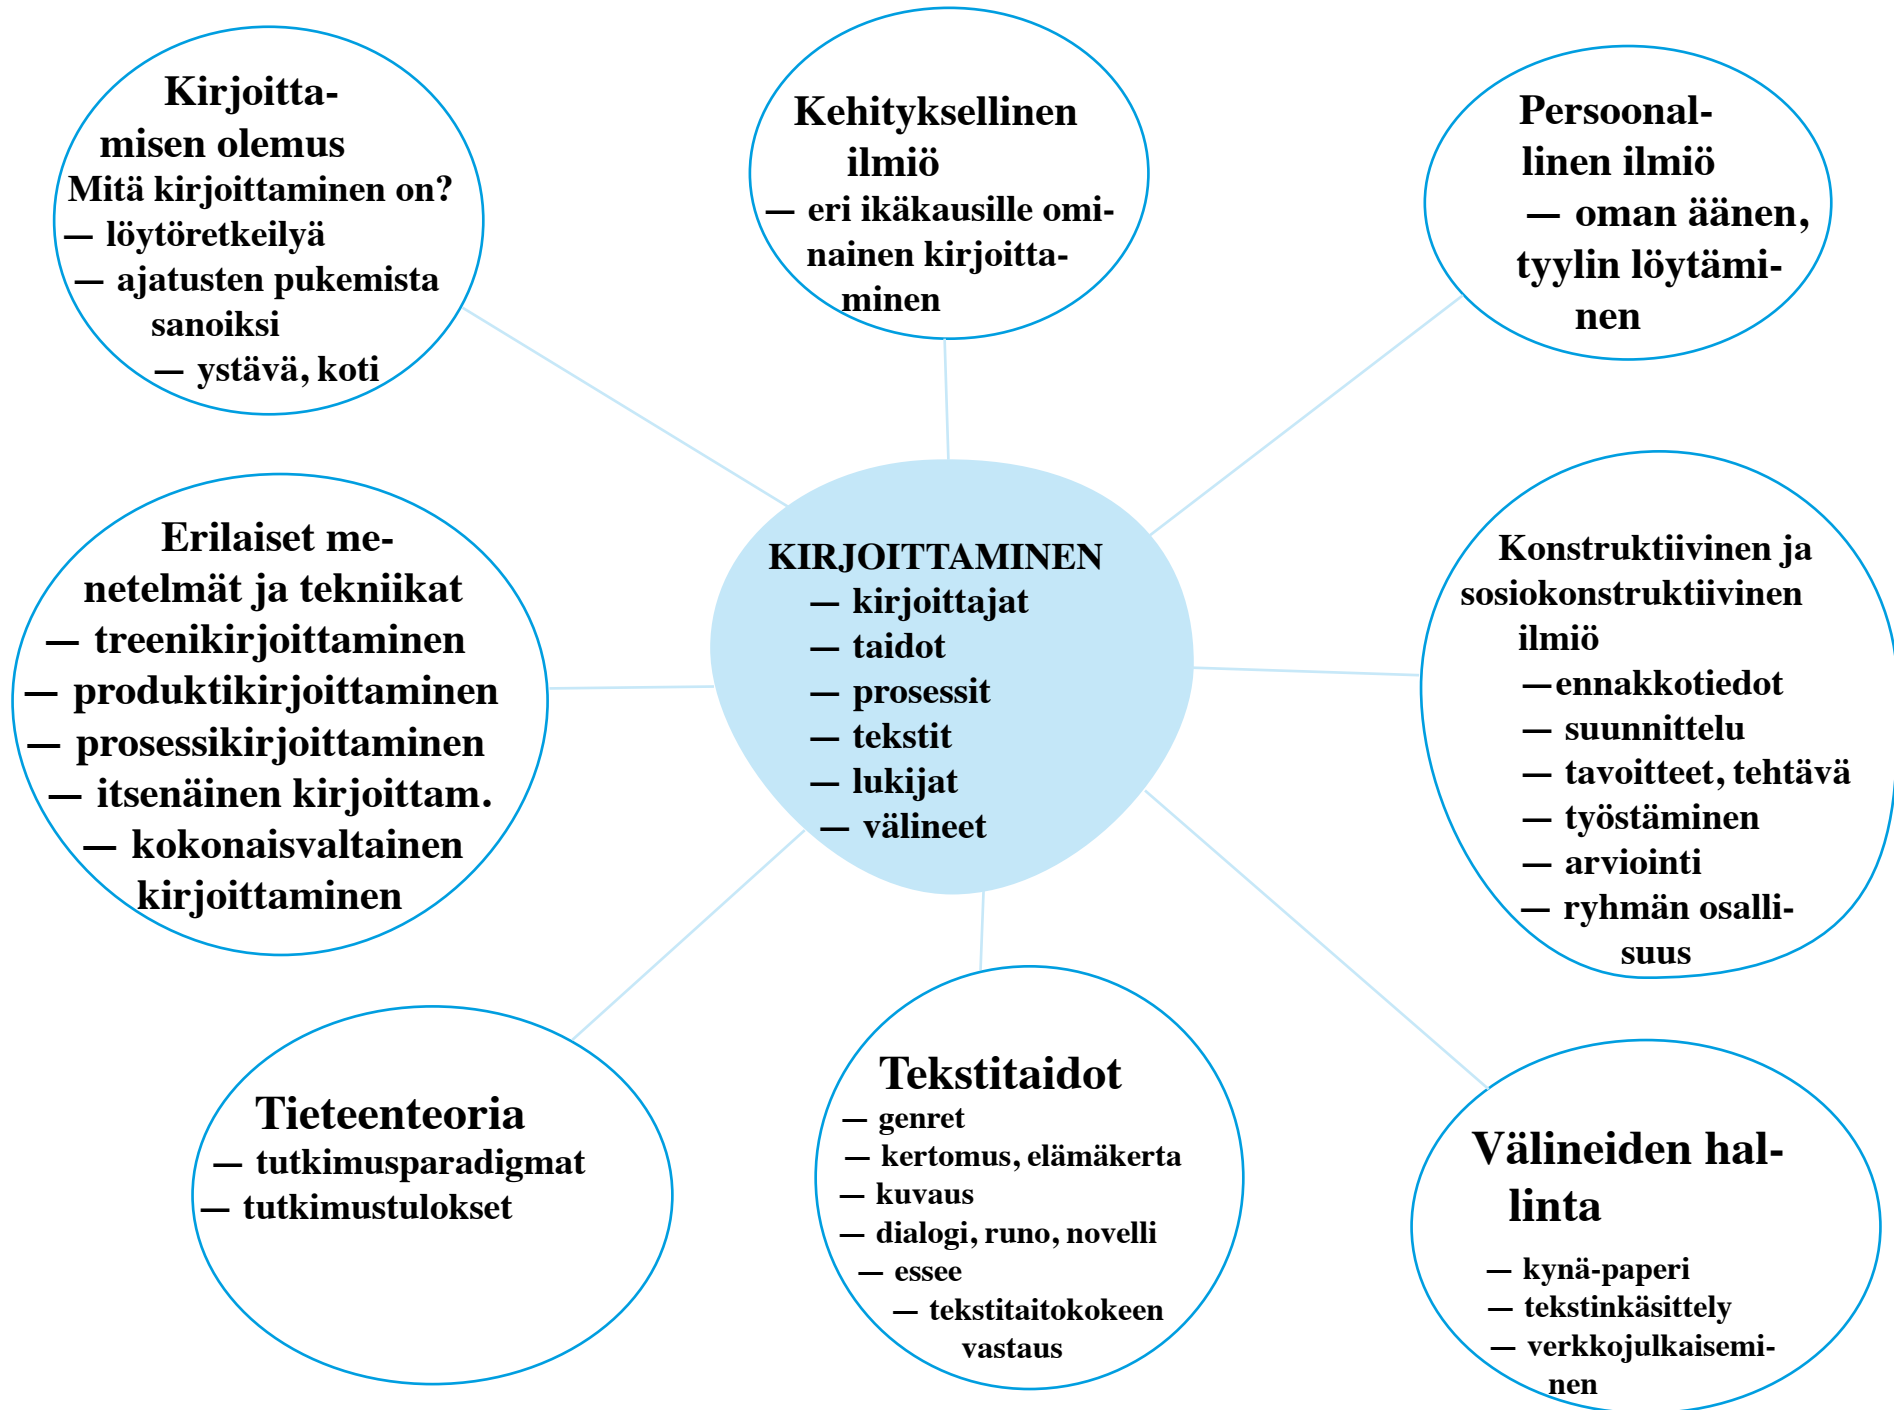 Kirjoitta-
misen olemus
Mitä kirjoittaminen on?
— löytöretkeilyä
— ajatusten pukemista
sanoiksi
— ystävä, koti
Kehityksellinen
ilmiö
— eri ikäkausille omi-
nainen kirjoitta-
minen
Persoonal-
linen ilmiö
— oman äänen,
tyylin löytämi-
nen
Erilaiset me-
netelmät ja tekniikat
— treenikirjoittaminen
— produktikirjoittaminen
— prosessikirjoittaminen
— itsenäinen kirjoittam.
— kokonaisvaltainen
kirjoittaminen
KIRJOITTAMINEN
— kirjoittajat
— taidot
— prosessit
— tekstit
— lukijat
— välineet
Konstruktiivinen ja
sosiokonstruktiivinen
ilmiö
—ennakkotiedot
— suunnittelu
— tavoitteet, tehtävä
— työstäminen
— arviointi
— ryhmän osalli-
suus
Tieteenteoria
— tutkimusparadigmat
— tutkimustulokset
Tekstitaidot
— genret
— kertomus, elämäkerta
— kuvaus
— dialogi, runo, novelli
— essee
— tekstitaitokokeen
vastaus
Välineiden hal-
linta
— kynä-paperi
— tekstinkäsittely
— verkkojulkaisemi-
nen